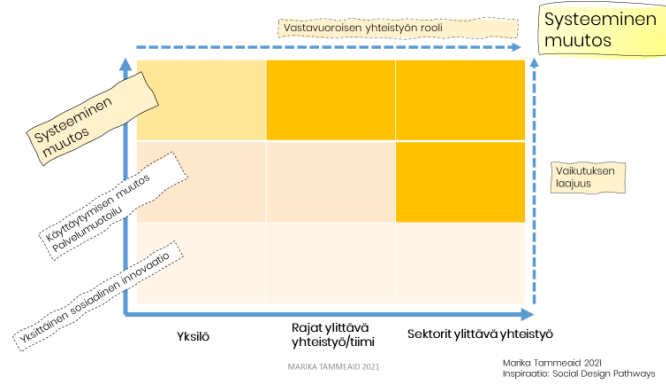 Vastavuoroisen yhteistyön rooli
Systeeminen
muutos
Systeeminen
muutos
Käyttäytymisen muutos
Palvelumuotoilu
Vaikutuksen
laajuus
Yksittäinen sosiaalinen innovaatio
Yksilö
Rajat ylittävä
yhteistyö/tiimi
Sektorit ylittävä yhteistyö
MARIKA TAMMEAID 2021
Marika Tammeaid 2021
Inspiraatio: Social Design Pathways